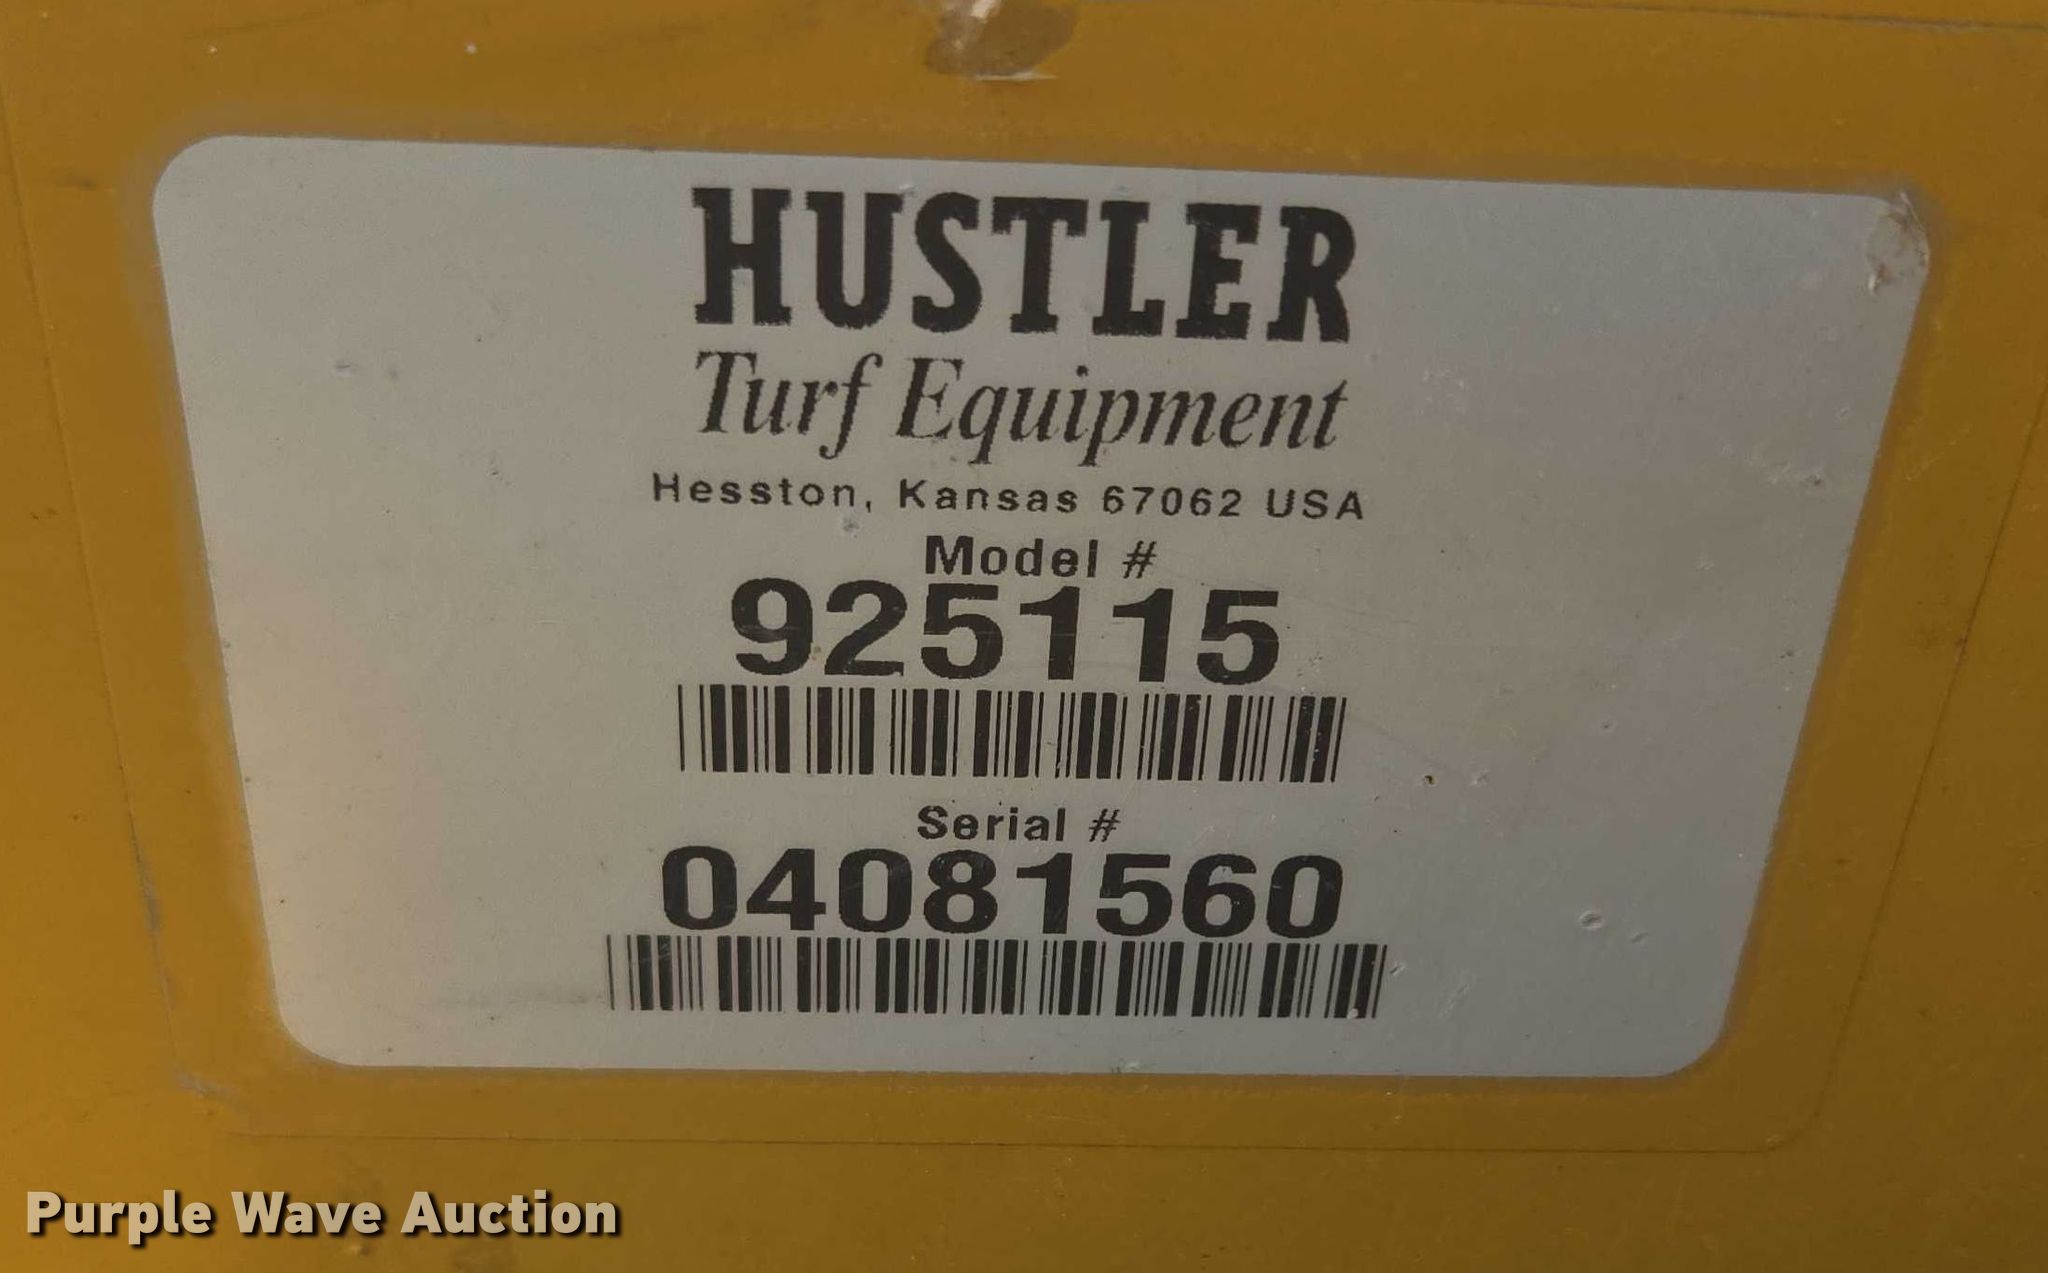 HUSTLER
Turf Equipment
Hesston, Kansas 67062 USA
Model #
925115
Serial #
04081560
Purple Wave Auction